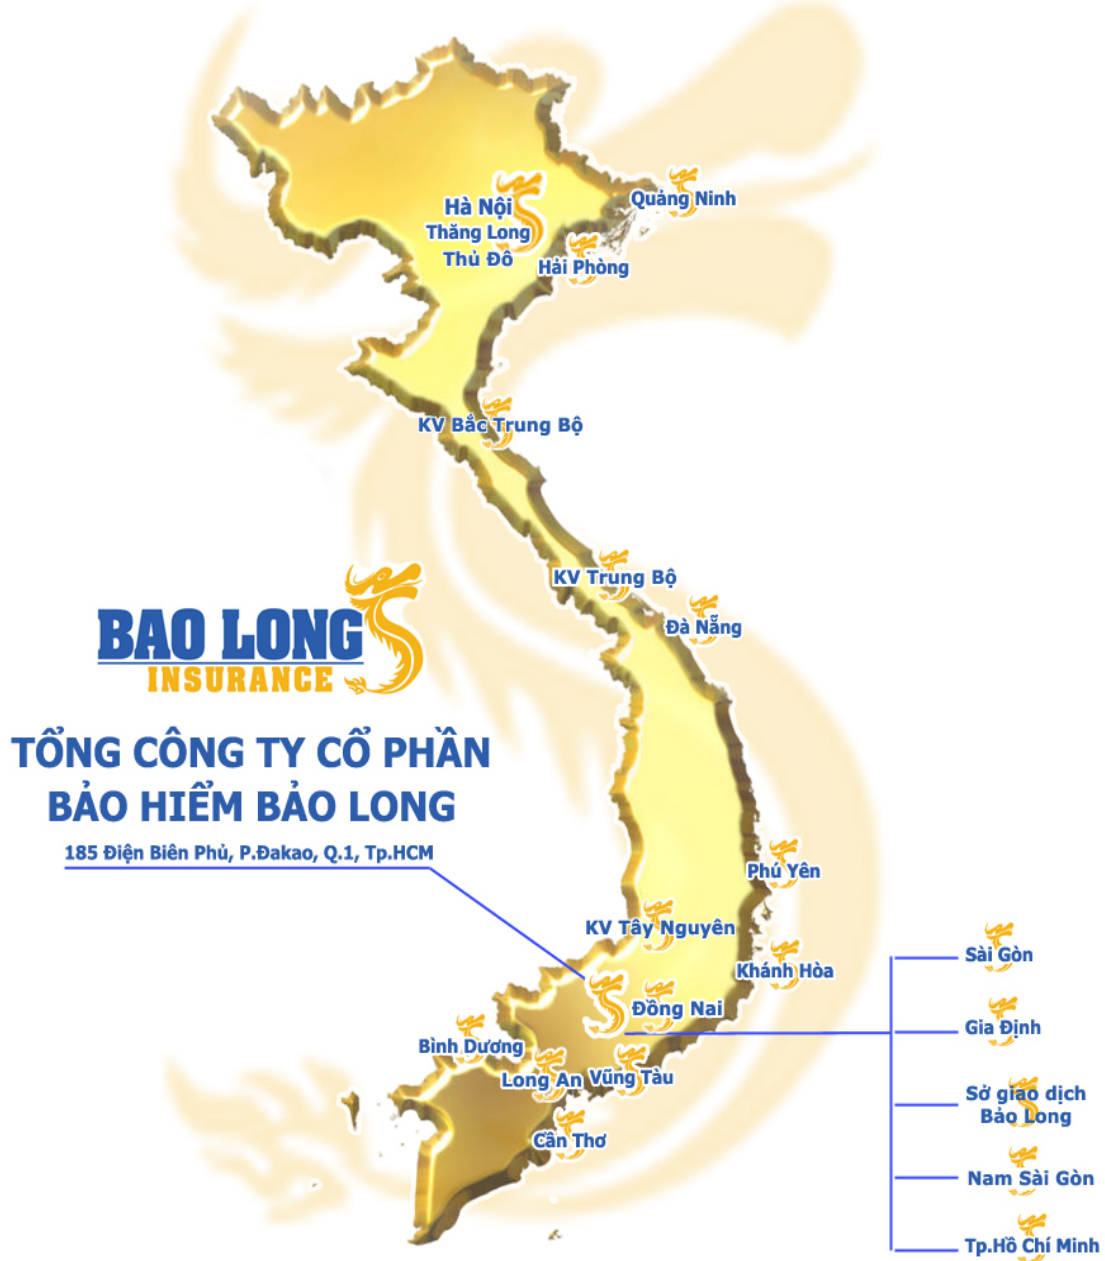 Quảng Ninh
Hà Nội
Thăng Long
Thủ Đô
Hải Phòng
KV Bắc Trung Bộ
KV Trung Bộ
Đà Nẵng
BAO LONG
INSURANCE
TỔNG CÔNG TY CỔ PHẦN
BẢO HIỂM BẢO LONG
185 Điện Biên Phủ, P.Đakao, Q.1, Tp.HCM
Phú Yên
KV Tây Nguyên
Khánh Hòa
Đồng Nai
Bình Dương
Long An
Vũng Tàu
Cần Thơ
Sài Gòn
Gia Định
Sở giao dịch
Bảo Long
Nam Sài Gòn
Tp.Hồ Chí Minh